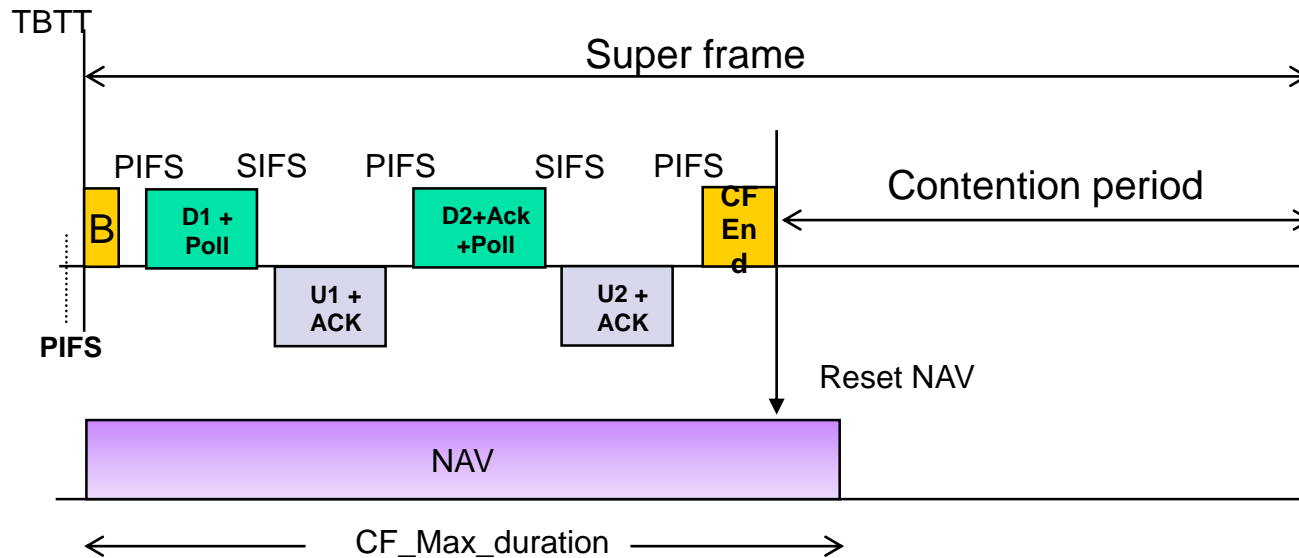 TBTT
Super frame
PIFS
SIFS
PIFS
SIFS
PIFS
Contention period
B
D1 +
Poll
D2+Ack
+Poll
CF
En
d
U1 +
ACK
U2 +
ACK
PIFS
Reset NAV
NAV
CF_Max_duration